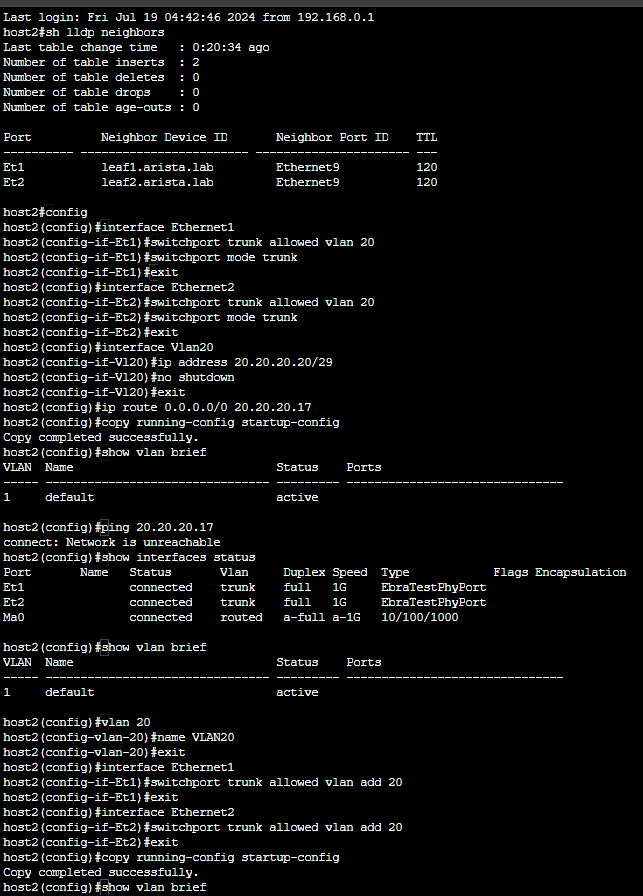 Last login: Fri Jul 19 04:42:46 2024 from 192.168.0.1
host2#sh lldp neighbors
Last table change time   : 0:20:34 ago
Number of table inserts  : 2
Number of table deletes  : 0
Number of table drops    : 0
Number of table age-outs : 0

Port          Neighbor Device ID       Neighbor Port ID    TTL
---------- ------------------------ ---------------------- ---
Et1           leaf1.arista.lab         Ethernet9           120
Et2           leaf2.arista.lab         Ethernet9           120

host2#config
host2(config)#interface Ethernet1
host2(config-if-Et1)#switchport trunk allowed vlan 20
host2(config-if-Et1)#switchport mode trunk
host2(config-if-Et1)#exit
host2(config)#interface Ethernet2
host2(config-if-Et2)#switchport trunk allowed vlan 20
host2(config-if-Et2)#switchport mode trunk
host2(config-if-Et2)#exit
host2(config)#interface Vlan20
host2(config-if-Vl20)#ip address 20.20.20.20/29
host2(config-if-Vl20)#no shutdown
host2(config-if-Vl20)#exit
host2(config)#ip route 0.0.0.0/0 20.20.20.17
host2(config)#copy running-config startup-config
Copy completed successfully.
host2(config)#show vlan brief
VLAN  Name                             Status    Ports
----- -------------------------------- --------- -------------------------------
1     default                          active

host2(config)#ping 20.20.20.17
connect: Network is unreachable
host2(config)#show interfaces status
Port       Name   Status       Vlan     Duplex Speed  Type            Flags Encapsulation
Et1               connected    trunk    full   1G     EbraTestPhyPort
Et2               connected    trunk    full   1G     EbraTestPhyPort
Ma0               connected    routed   a-full a-1G   10/100/1000

host2(config)#show vlan brief
VLAN  Name                             Status    Ports
----- -------------------------------- --------- -------------------------------
1     default                          active

host2(config)#vlan 20
host2(config-vlan-20)#name VLAN20
host2(config-vlan-20)#exit
host2(config)#interface Ethernet1
host2(config-if-Et1)#switchport trunk allowed vlan add 20
host2(config-if-Et1)#exit
host2(config)#interface Ethernet2
host2(config-if-Et2)#switchport trunk allowed vlan add 20
host2(config-if-Et2)#exit
host2(config)#copy running-config startup-config
Copy completed successfully.
host2(config)#show vlan brief